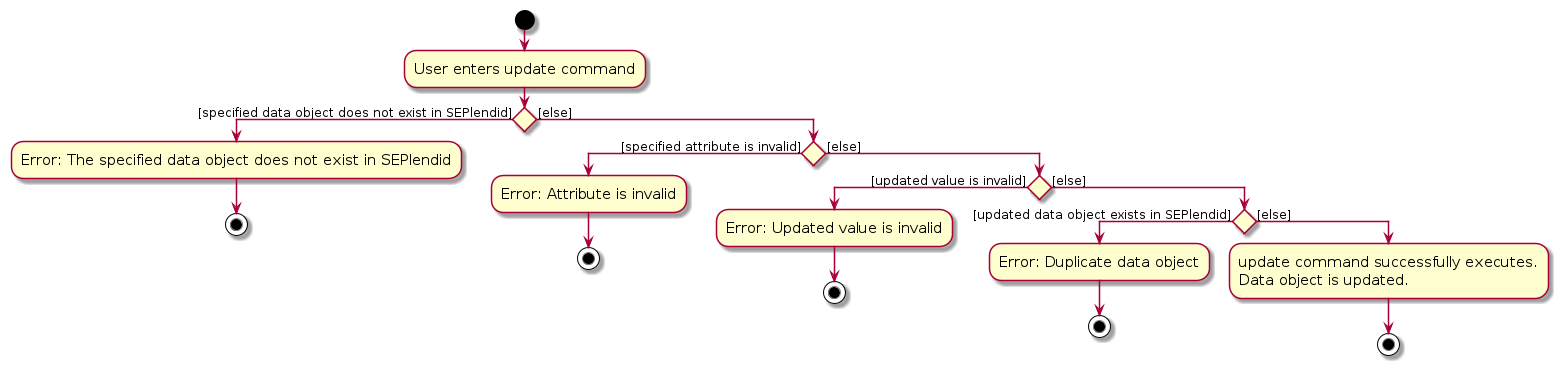 User enters update command
[specified data object does not exist in SEPlendid]
[else]
Error: The specified data object does not exist in SEPlendid
[specified attribute is invalid]
[else]
Error: Attribute is invalid
[updated value is invalid]
[else]
Error: Updated value is invalid
[updated data object exists in SEPlendid]
[else]
Error: Duplicate data object
update command successfully executes.
Data object is updated.